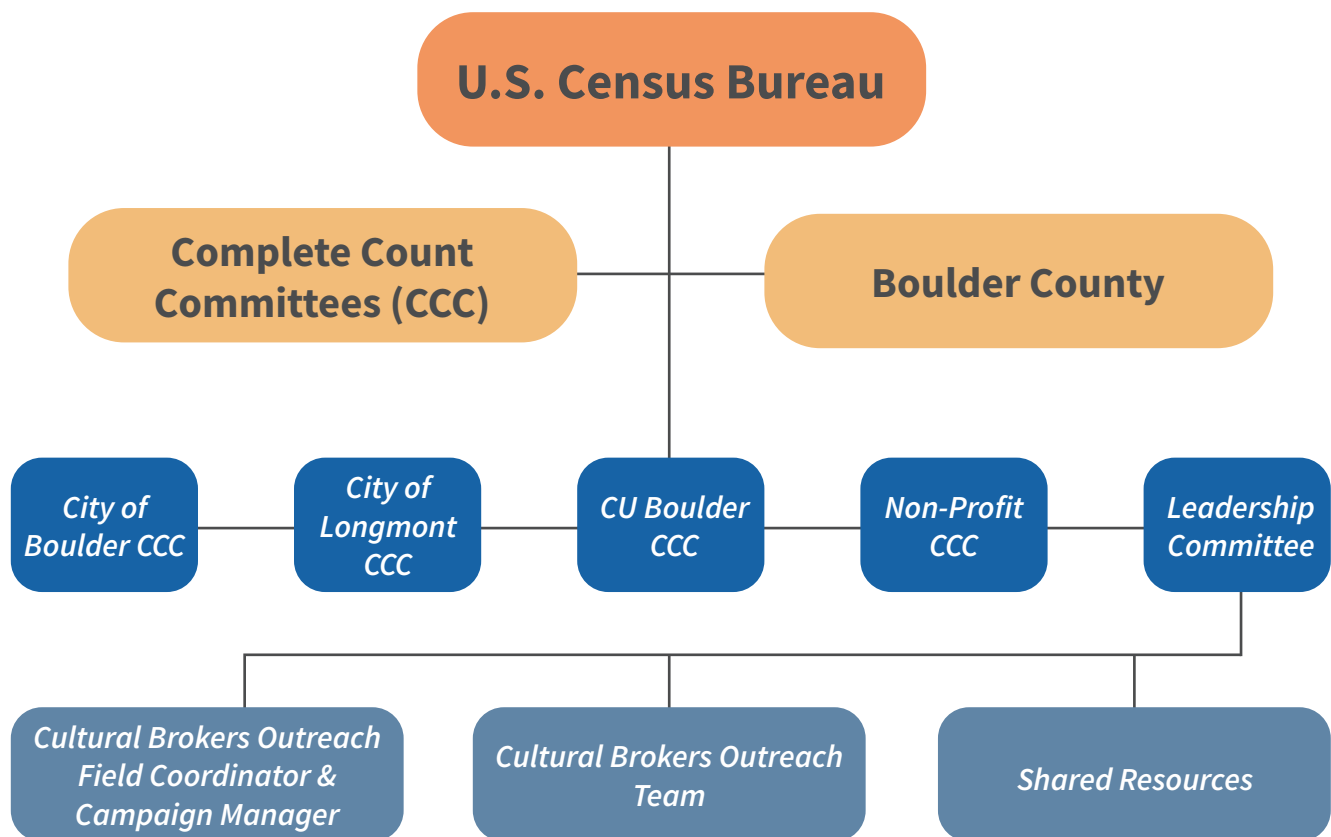 U.S. Census Bureau
Complete Count
Committees (CCC)
Boulder County
City of
Boulder CCC
City of
Longmont
CCC
CU Boulder
CCC
Non-Profit
CCC
Leadership
Committee
Cultural Brokers Outreach
Field Coordinator &
Campaign Manager
Cultural Brokers Outreach
Team
Shared Resources